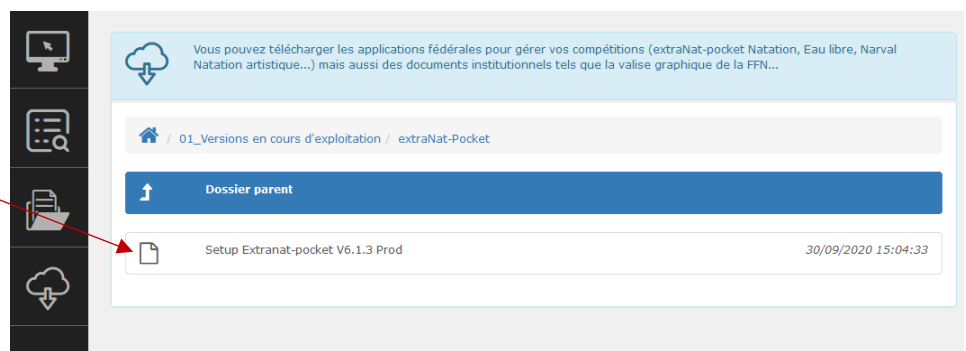 Vous pouvez télécharger les applications fédérales pour gérer vos compétitions (extraNat-pocket Natation, Eau libre, Narval
Natation artistique...) mais aussi des documents institutionnels tels que la valise graphique de la FFN...
/ 01_Versions en cours d'exploitation / extraNat-Pocket
Dossier parent
Setup Extranat-pocket V6.1.3 Prod 30/09/2020 15:04:33